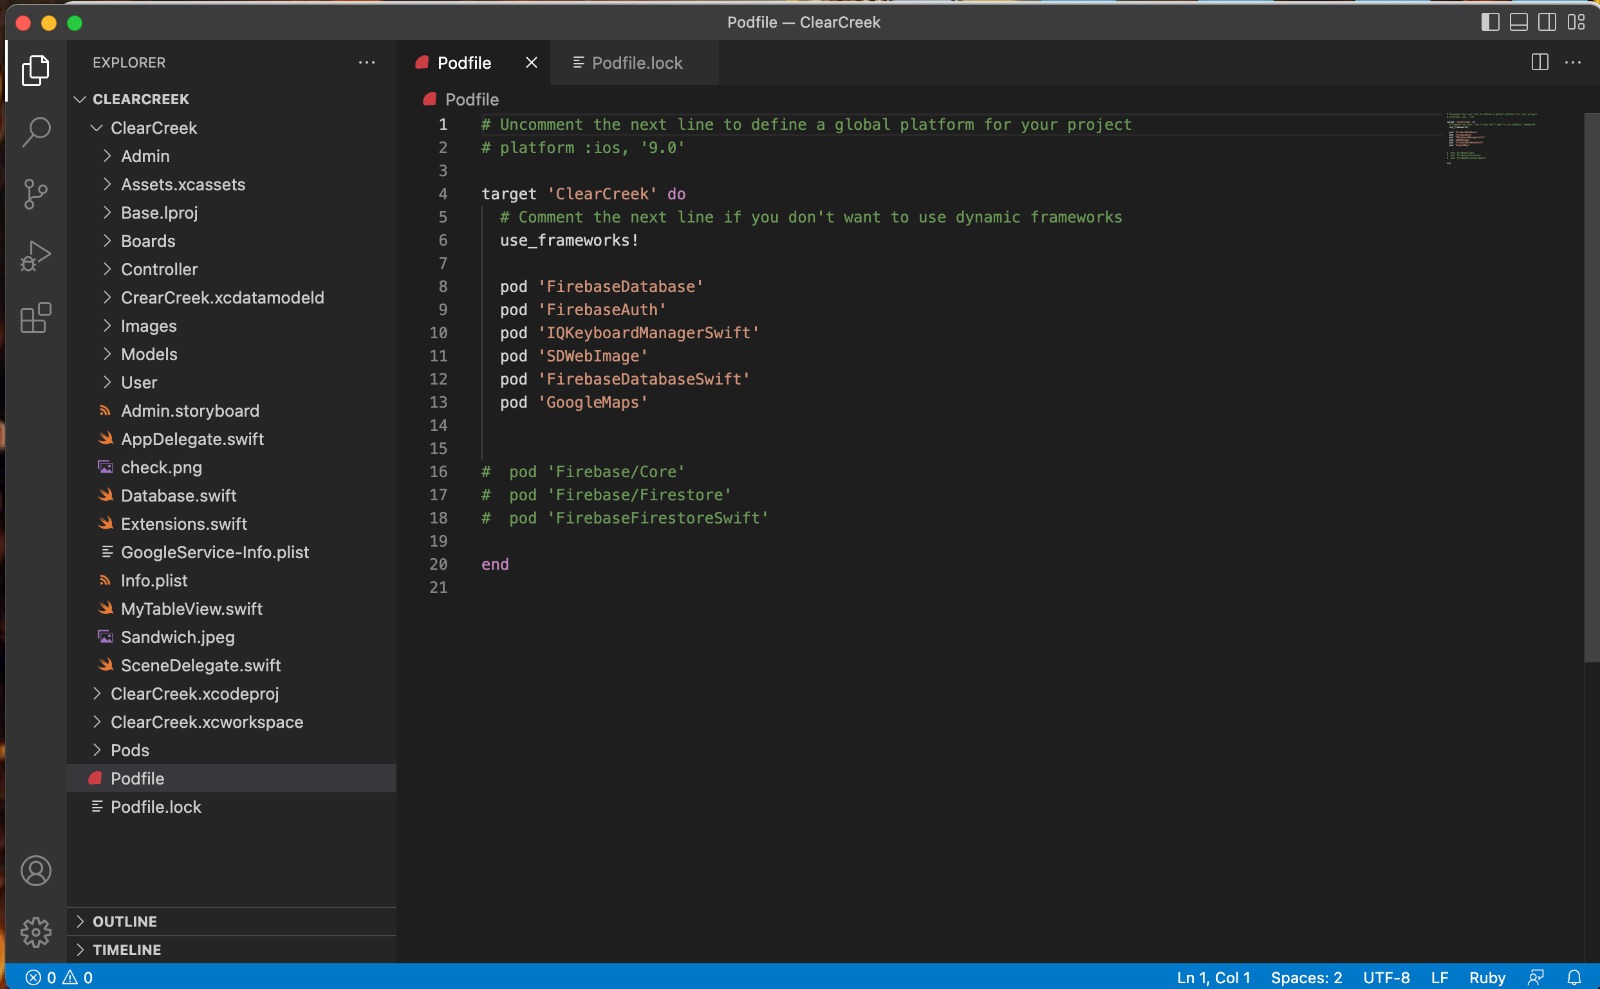 Podfile — ClearCreek
EXPLORER
Podfile
Podfile.lock
CLEARCREEK
ClearCreek
Admin
Assets.xcassets
Base.lproj
Boards
Controller
CrearCreek.xcdatamodeld
Images
Models
User
Admin.storyboard
AppDelegate.swift
check.png
Database.swift
Extensions.swift
GoogleService-Info.plist
Info.plist
MyTableView.swift
Sandwich.jpeg
SceneDelegate.swift
ClearCreek.xcodeproj
ClearCreek.xcworkspace
Pods
Podfile
Podfile.lock
OUTLINE
TIMELINE
Podfile
1 # Uncomment the next line to define a global platform for your project
2 # platform :ios, '9.0'
3
4 target 'ClearCreek' do
5 # Comment the next line if you don't want to use dynamic frameworks
6 use_frameworks!
7
8 pod 'FirebaseDatabase'
9 pod 'FirebaseAuth'
10 pod 'IQKeyboardManagerSwift'
11 pod 'SDWebImage'
12 pod 'FirebaseDatabaseSwift'
13 pod 'GoogleMaps'
14
15
16 # pod 'Firebase/Core'
17 # pod 'Firebase/Firestore'
18 # pod 'FirebaseFirestoreSwift'
19
20 end
21
0 0
Ln 1, Col 1 Spaces: 2 UTF-8 LF Ruby